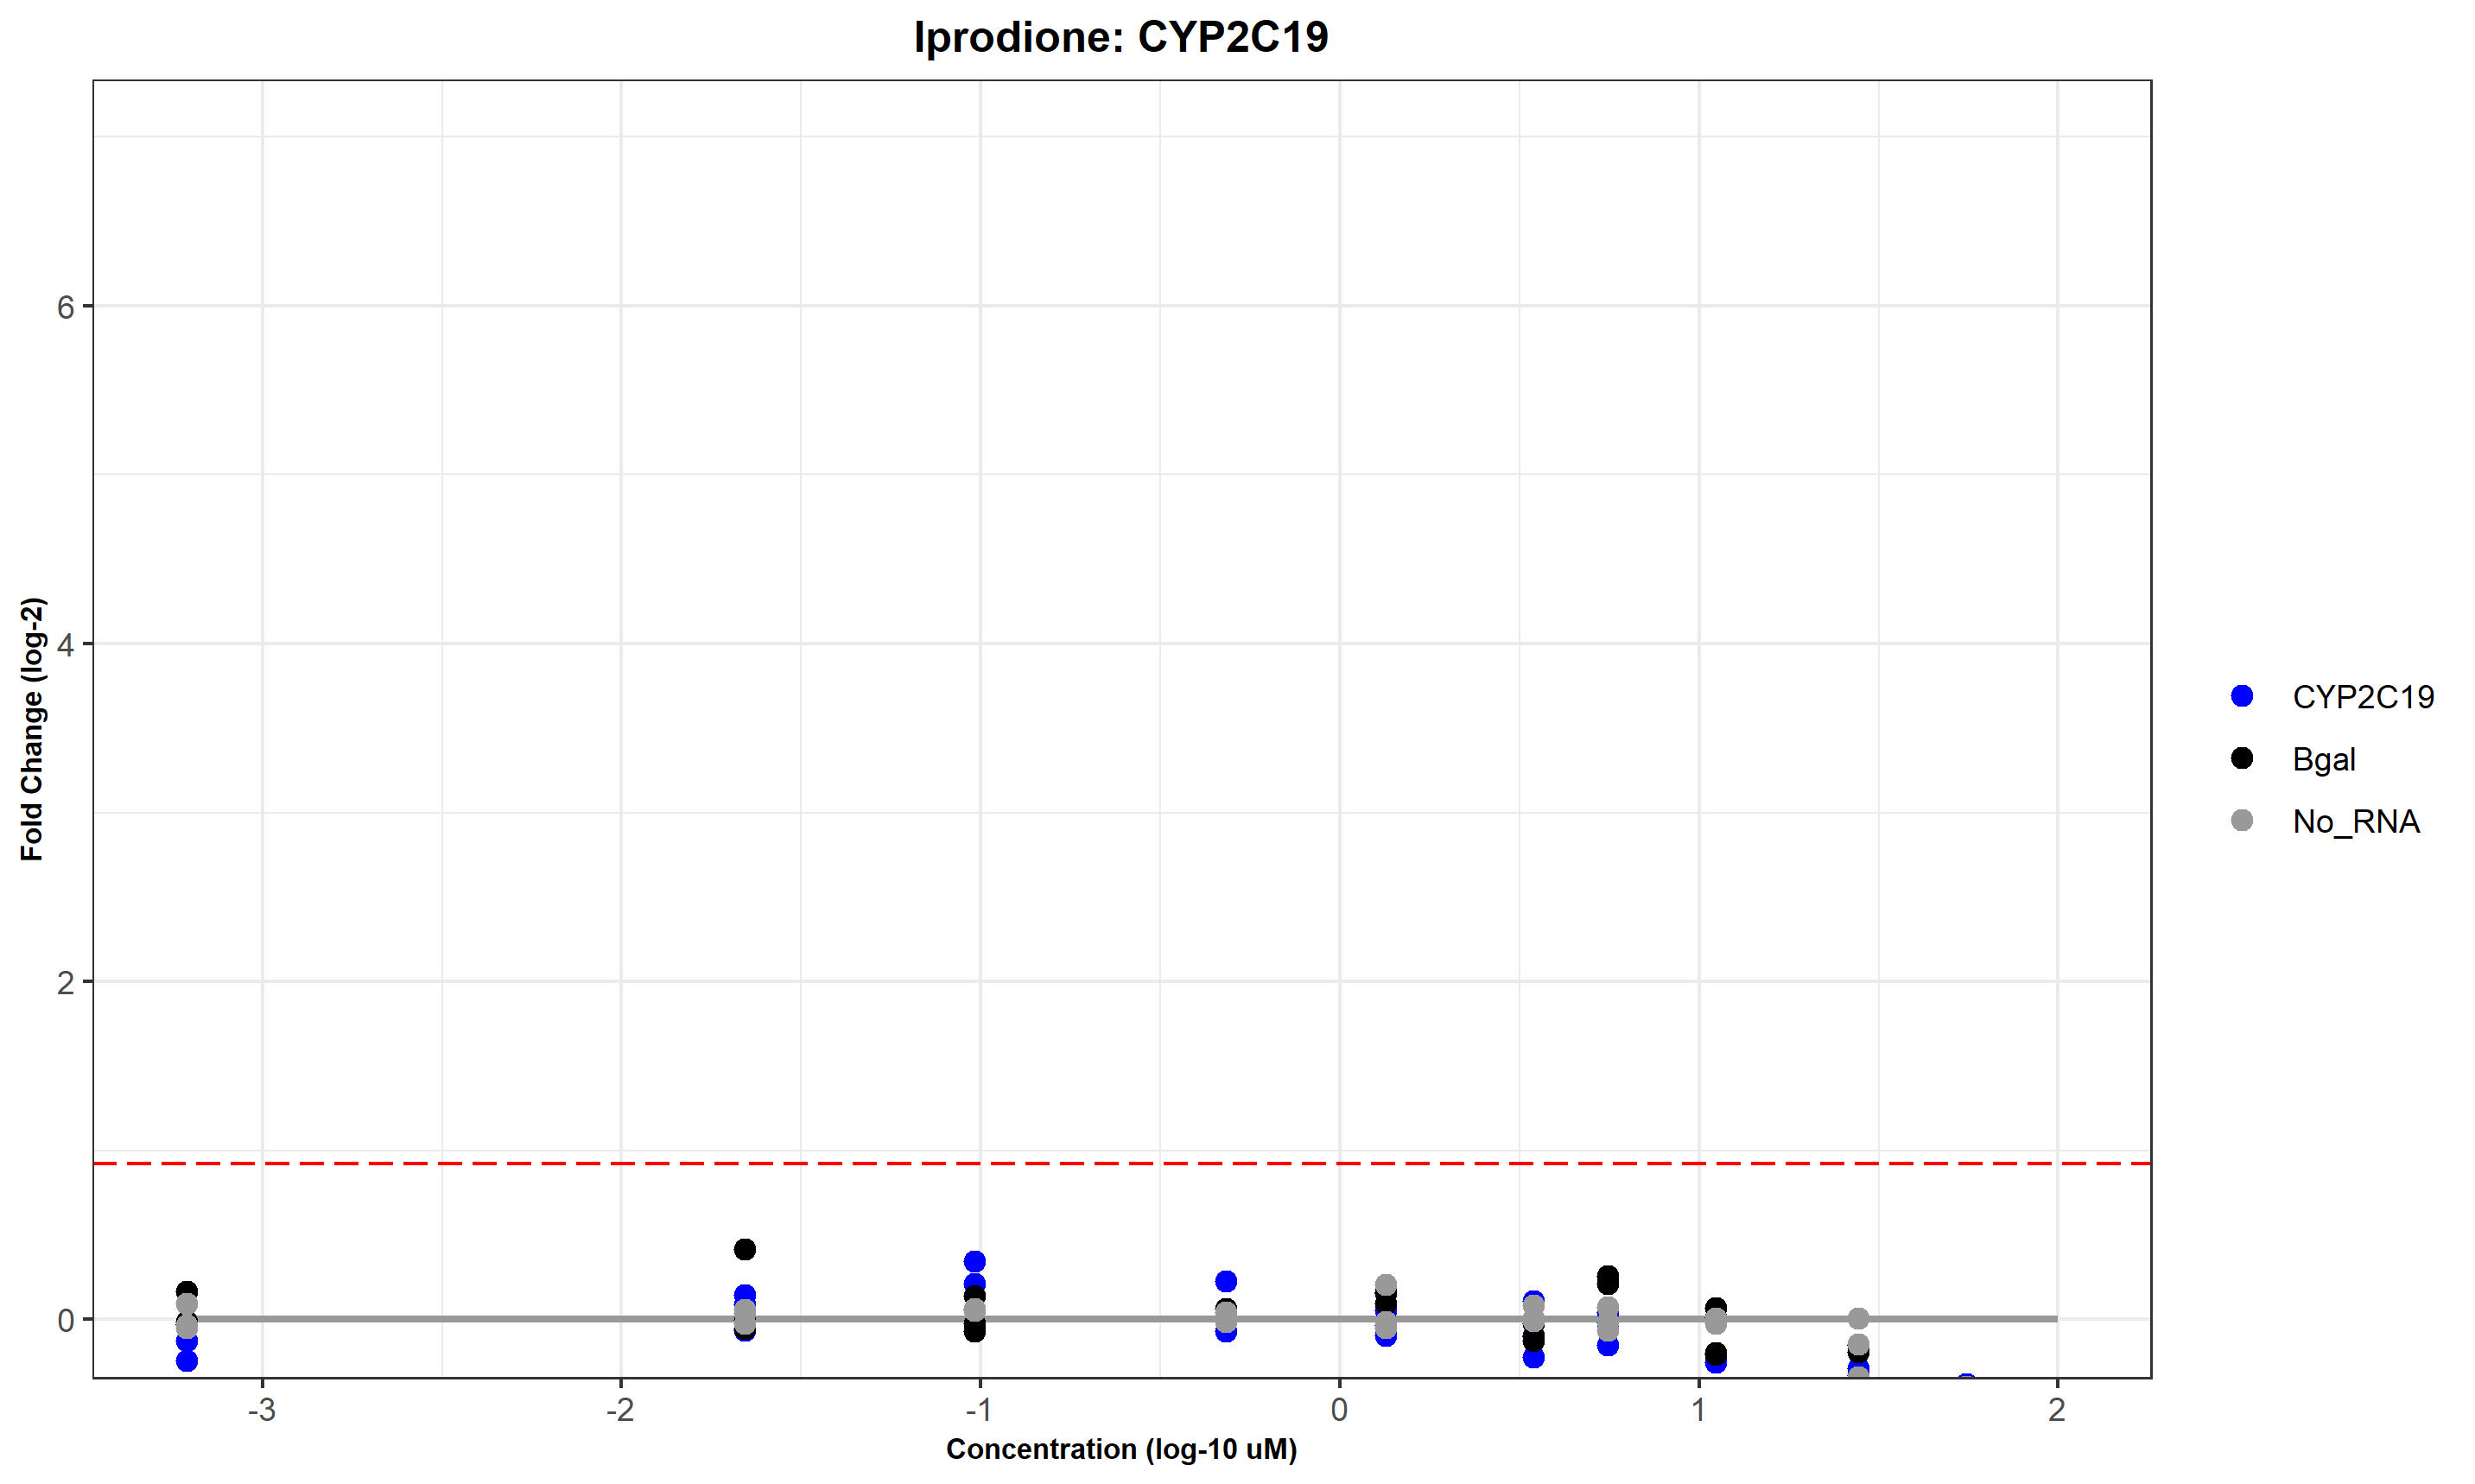 Iprodione: CYP2C19
Fold Change (log-2)
6
4
2
0
-3
-2
-1
0
1
2
Concentration (log-10 uM)
CYP2C19
Bgal
No_RNA